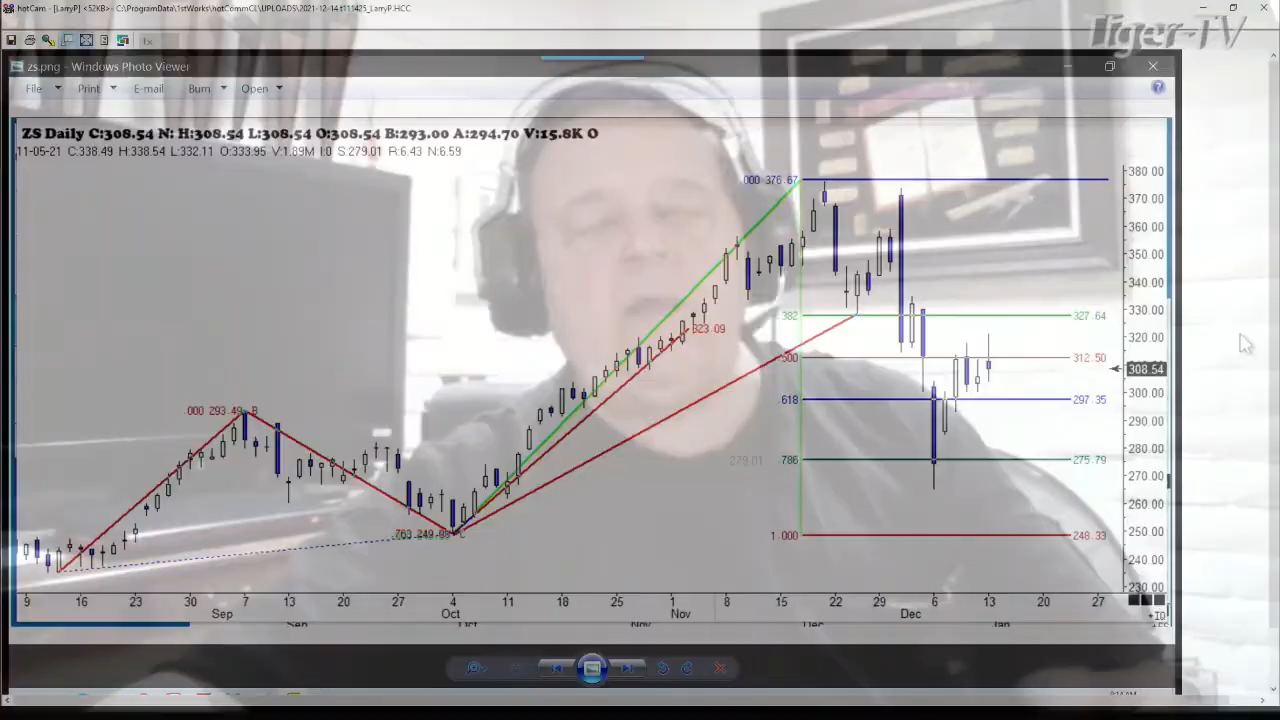 hotCam - [LarryP] <52KB> - C:\ProgramData\1stWorks\hotCommCL\UPLOADS\2021-12-14.t111425_LarryP.HCC
Tiger-TV
1x
zs.png - Windows Photo Viewer
File Print E-mail Burn Open
ZS Daily C:308.54 N: H:308.54 L:308.54 O:308.54 B:293.00 A:294.70 V:15.8K O
11-05-21 C:338.49 H:338.54 L:332.11 O:333.95 V:1.89M I:0 S:279.01 R:6.43 N:6.59
380.00
.000 376.67
370.00
360.00
350.00
340.00
330.00
.382 327.64
323.09
320.00
.500 312.50
308.54
300.00
.618 297.35
.000 293.49 B
290.00
280.00
279.01 .786 275.79
270.00
260.00
250.00
1.000 248.33
240.00
230.00
9 16 23 30 7 13 20 27 4 11 18 25 1 8 15 22 29 6 13 20 27
Sep Oct Nov Dec